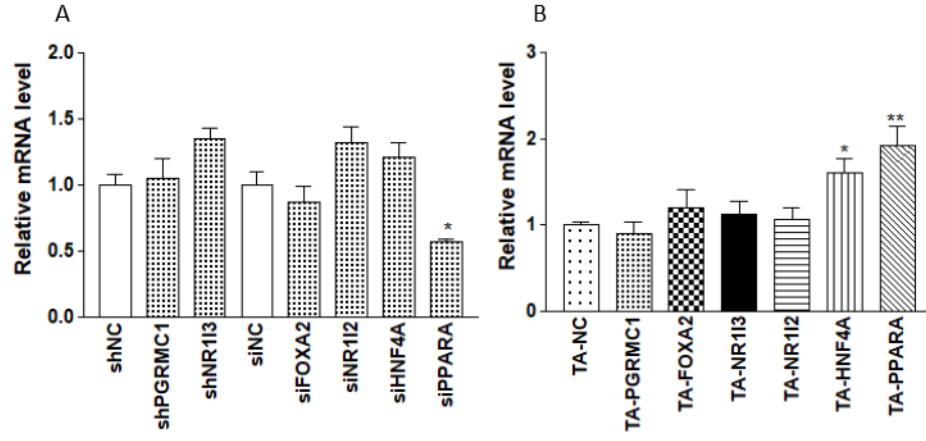 A
Relative mRNA level
2.0
1.5
1.0
0.5
0.0
*
shNC
shPGRMC1
shNR1I3
siNC
siFOXA2
siNR1I2
siHNF4A
siPPARA
B
Relative mRNA level
3
2
1
0
*
**
TA-NC
TA-PGRMC1
TA-FOXA2
TA-NR1I3
TA-NR1I2
TA-HNF4A
TA-PPARA